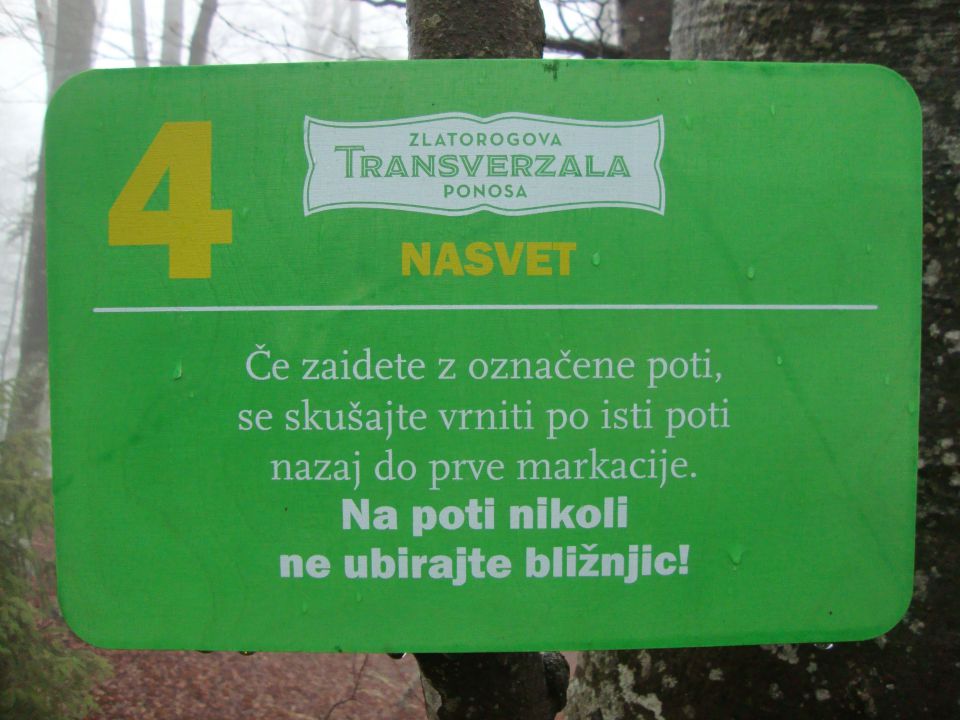 4
ZLATOROGOVA
TRANSVERZALA
PONOSA
NASVET
Če zaidete z označene poti,
se skušajte vrniti po isti poti
nazaj do prve markacije.
Na poti nikoli
ne ubirajte bližnjic!